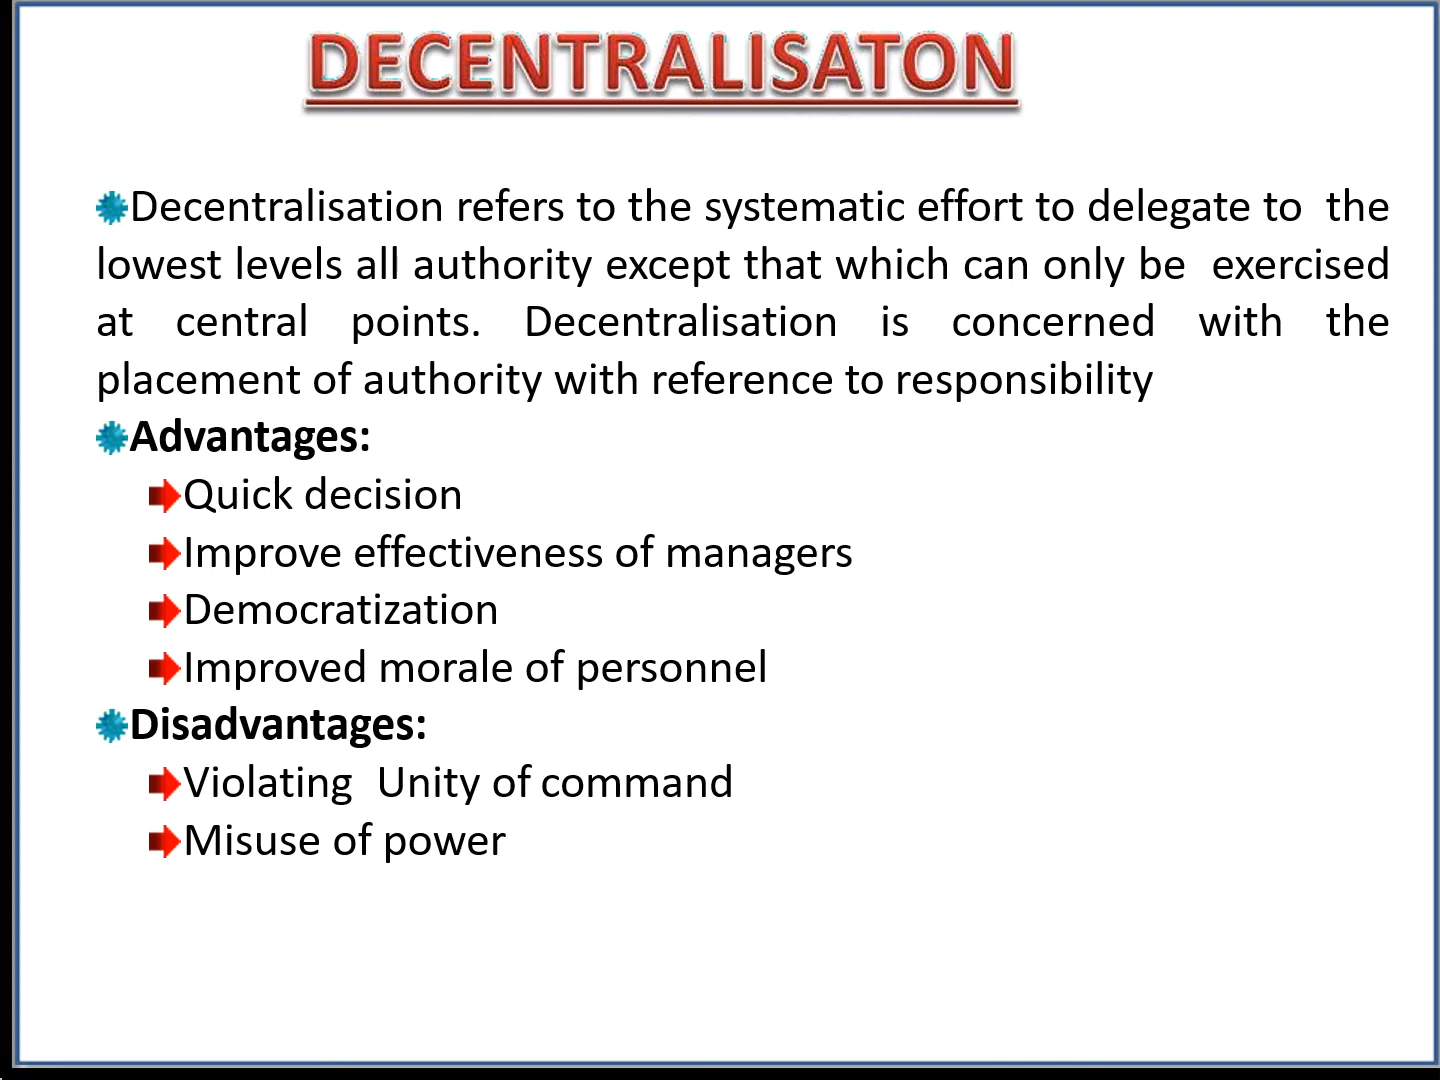 DECENTRALISATON
Decentralisation refers to the systematic effort to delegate to the
lowest levels all authority except that which can only be exercised
at central points. Decentralisation is concerned with the
placement of authority with reference to responsibility
Advantages:
Quick decision
Improve effectiveness of managers
Democratization
Improved morale of personnel
Disadvantages:
Violating Unity of command
Misuse of power